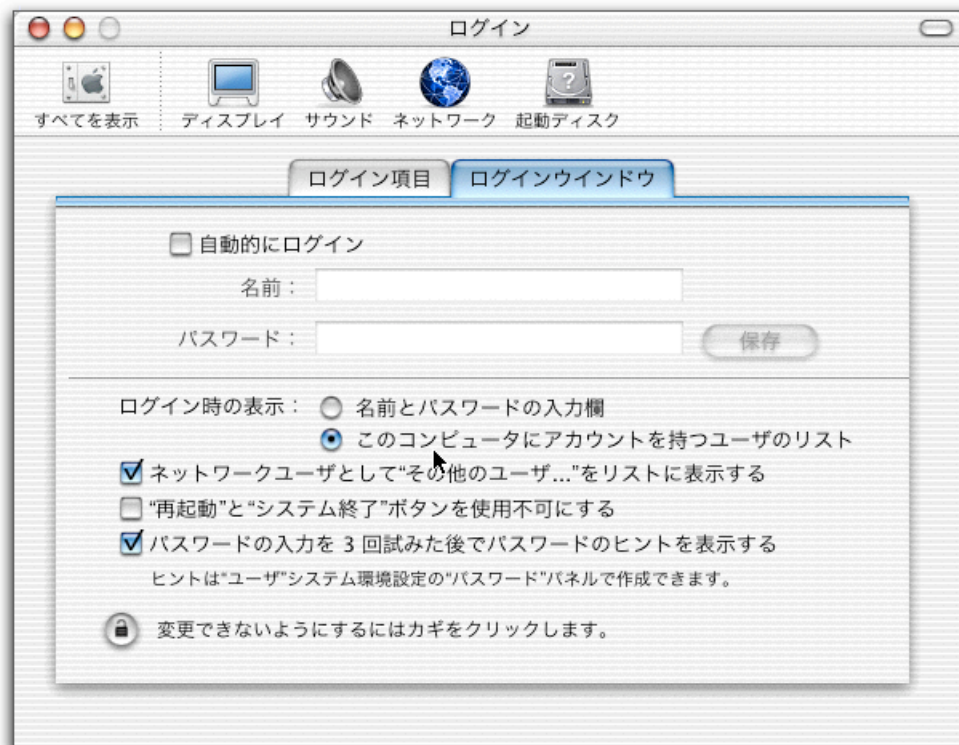 ログイン
すべてを表示 ディスプレイ サウンド ネットワーク 起動ディスク
ログイン項目 ログインウインドウ
自動的にログイン
名前：
パスワード： 保存
ログイン時の表示： 名前とパスワードの入力欄
このコンピュータにアカウントを持つユーザのリスト
ネットワークユーザとして“その他のユーザ...”をリストに表示する
“再起動”と“システム終了”ボタンを使用不可にする
パスワードの入力を 3 回試みた後でパスワードのヒントを表示する
ヒントは“ユーザ”システム環境設定の“パスワード”パネルで作成できます。
変更できないようにするにはカギをクリックします。